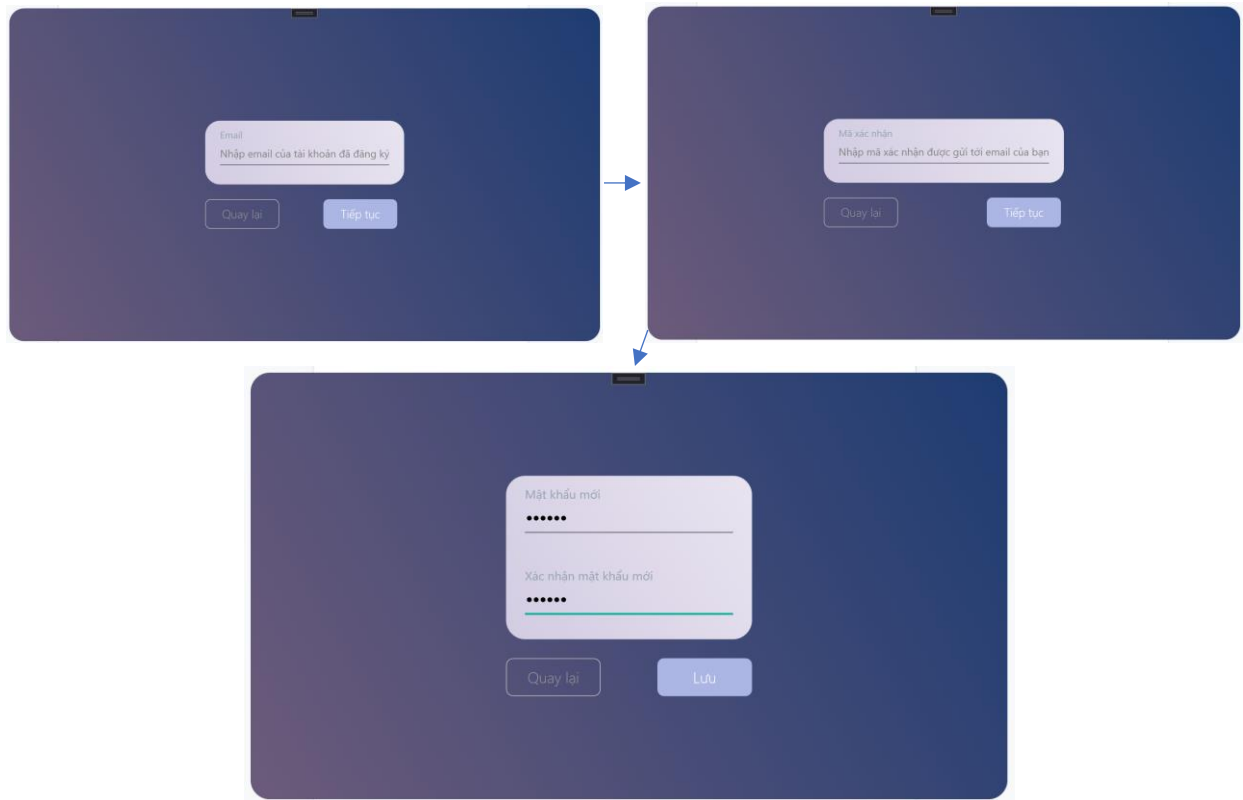 Email
Nhập email của tài khoản đã đăng ký
Quay lại
Tiếp tục
Mã xác nhận
Nhập mã xác nhận được gửi tới email của bạn
Quay lại
Tiếp tục
Mật khẩu mới
••••••
Xác nhận mật khẩu mới
••••••
Quay lại
Lưu